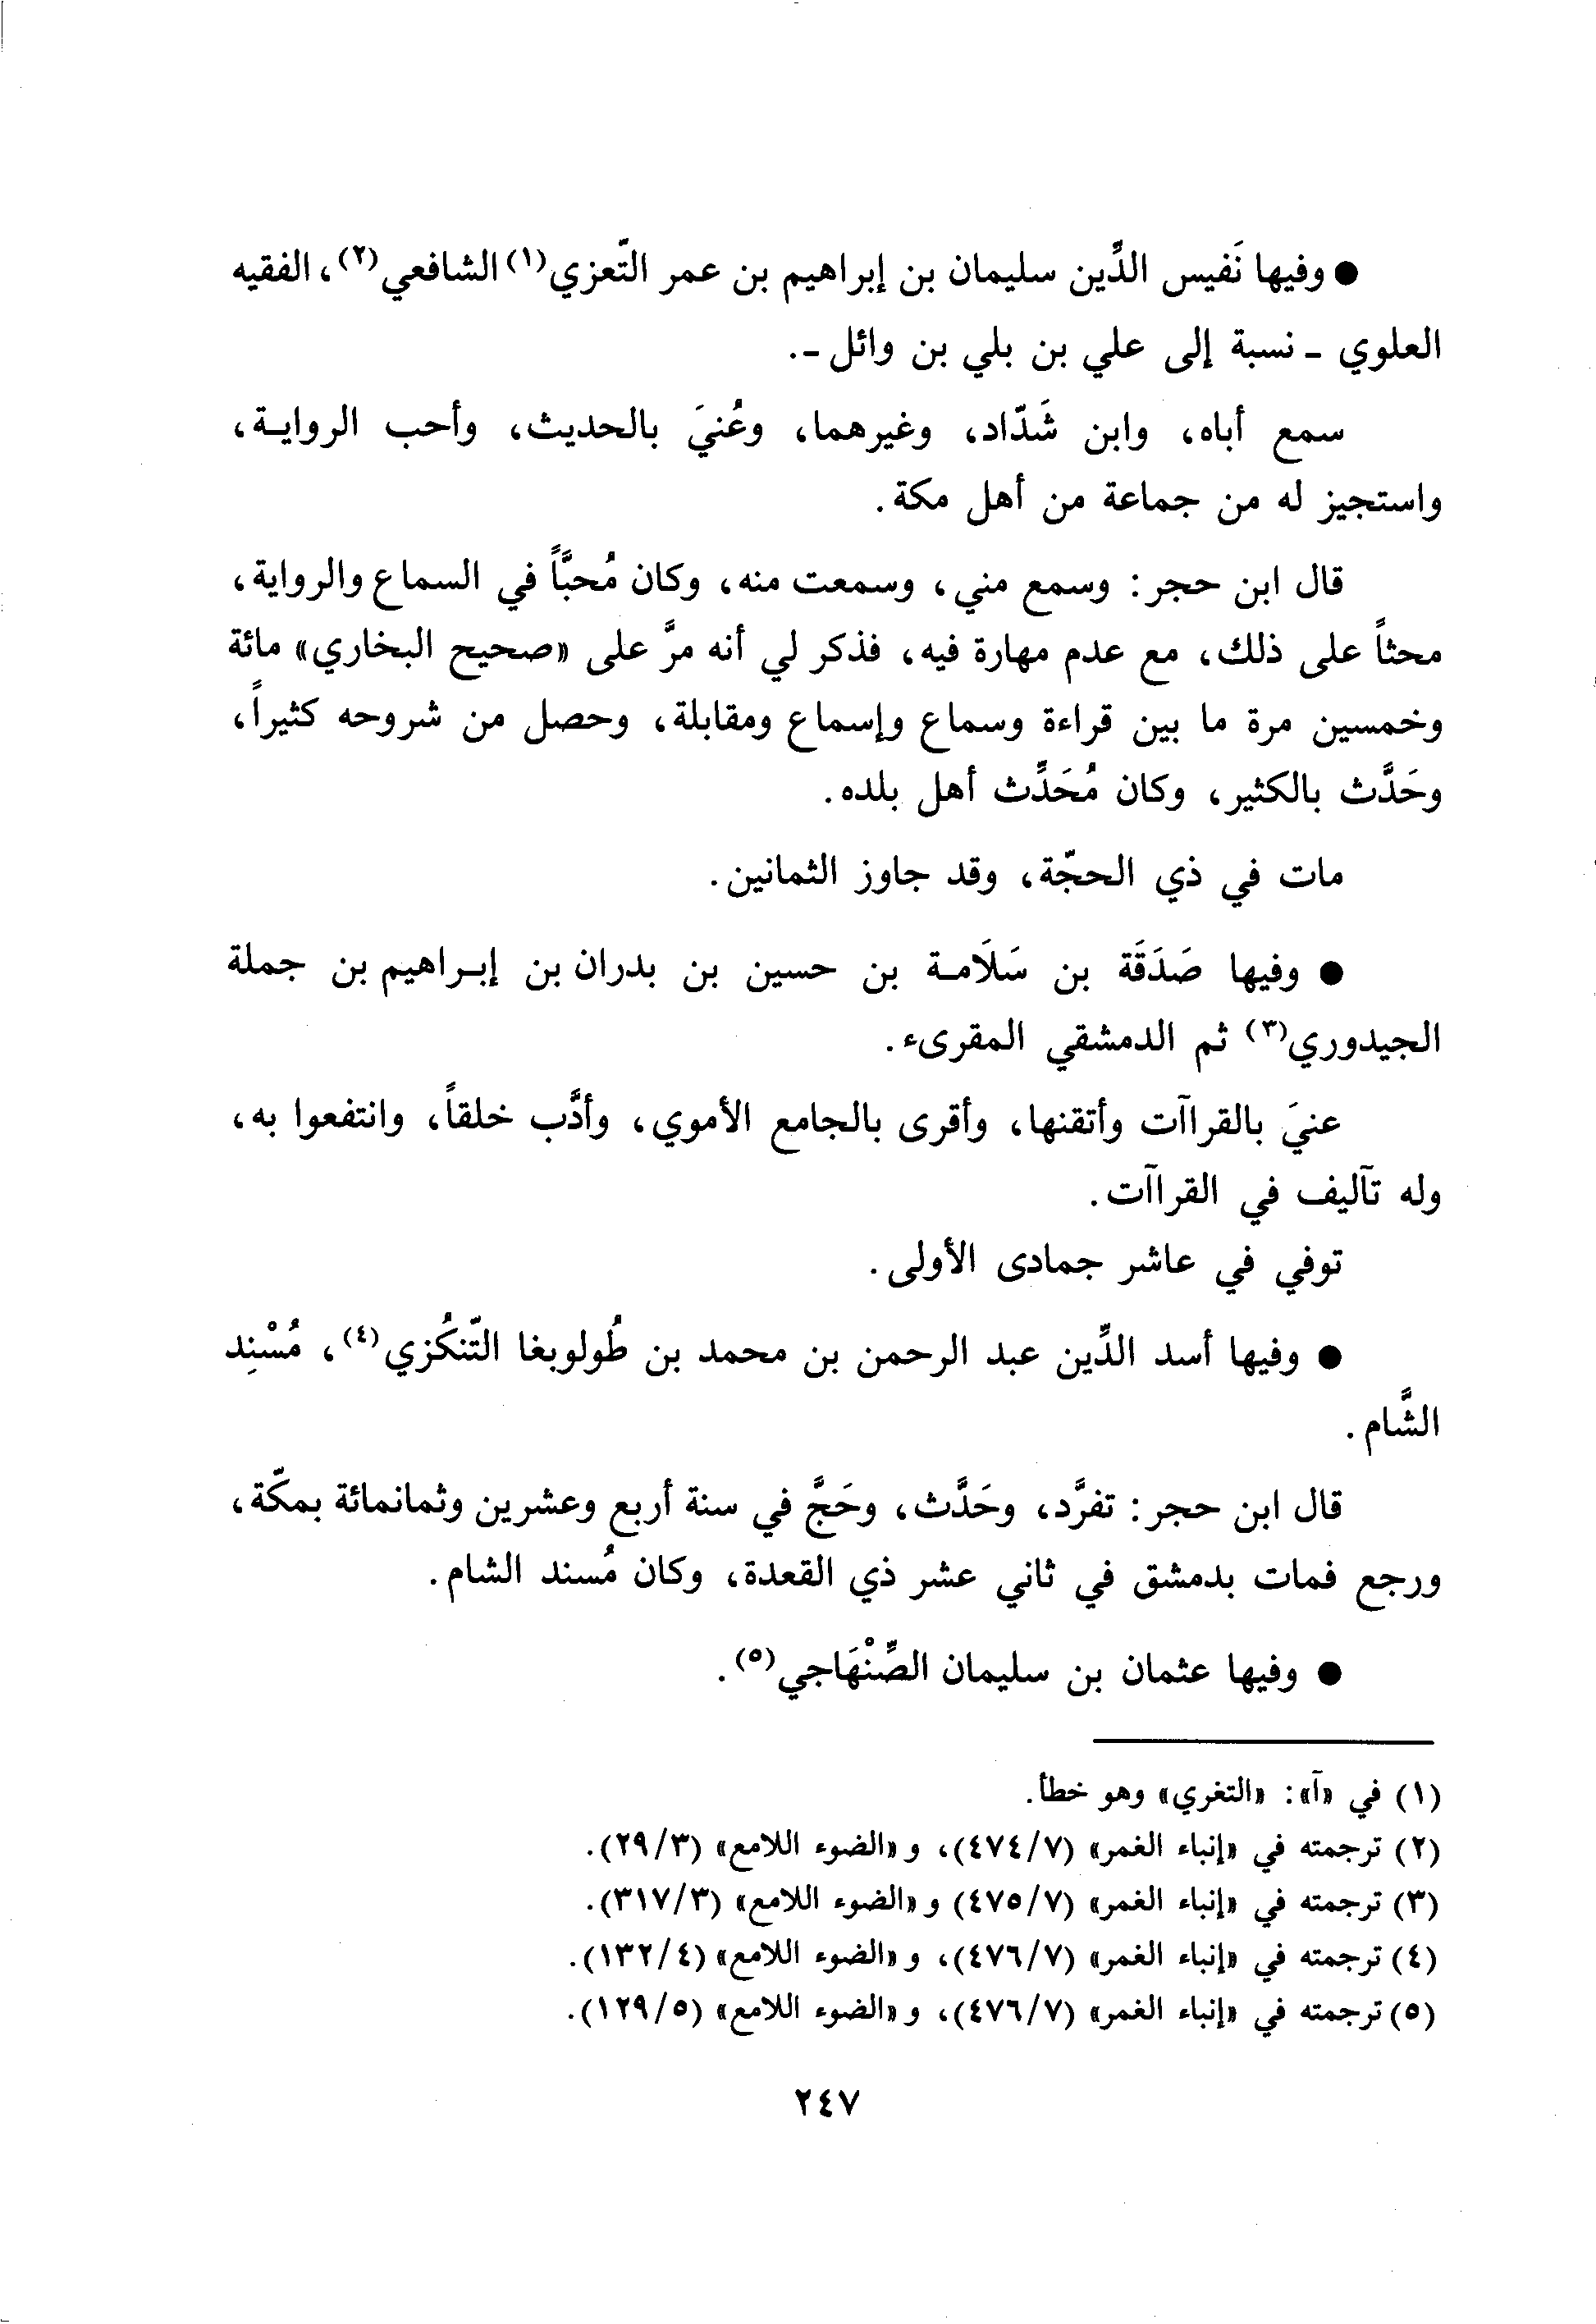 ● وفيها نَفيس الدِّين سليمان بن إبراهيم بن عمر التّعزي(١) الشافعي(٢)، الفقيه
العلوي - نسبة إلى علي بن بلي بن وائل -.
سمع أباه، وابن شَدّاد، وغيرهما، وعُنيَ بالحديث، وأحب الروايـة،
واستجيز له من جماعة من أهل مكة.
قال ابن حجر: وسمع مني، وسمعت منه، وكان مُحبَّاً في السماع والرواية،
محثاً على ذلك، مع عدم مهارة فيه، فذكر لي أنه مرَّ على «صحيح البخاري» مائة
وخمسين مرة ما بين قراءة وسماع وإسماع ومقابلة، وحصل من شروحه كثيراً،
وحَدَّث بالكثير، وكان مُحَدِّث أهل بلده.
مات في ذي الحجّة، وقد جاوز الثمانين.
● وفيها صَدَقَة بن سَلَامـة بن حسين بن بدران بن إبـراهيم بن جملة
الجيدوري(٣) ثم الدمشقي المقرىء.
عنيَ بالقراآت وأتقنها، وأقرى بالجامع الأموي، وأدَّب خلقاً، وانتفعوا به،
وله تآليف في القراآت.
توفي في عاشر جمادى الأولى.
● وفيها أسد الدِّين عبد الرحمن بن محمد بن طُولوبغا التّنكُزي(٤)، مُسْنِد
الشَّام.
قال ابن حجر: تفرَّد، وحَدَّث، وحَجَّ في سنة أربع وعشرين وثمانمائة بمكّة،
ورجع فمات بدمشق في ثاني عشر ذي القعدة، وكان مُسند الشام.
● وفيها عثمان بن سليمان الصِّنْهَاجي(٥).
(١) في «آ»: «التغري» وهو خطأ.
(٢) ترجمته في «إنباء الغمر» (٤٧٤/٧)، و«الضوء اللامع» (٢٩/٣).
(٣) ترجمته في «إنباء الغمر» (٤٧٥/٧) و«الضوء اللامع» (٣١٧/٣).
(٤) ترجمته في «إنباء الغمر» (٤٧٦/٧)، و«الضوء اللامع» (١٣٢/٤).
(٥) ترجمته في «إنباء الغمر» (٤٧٦/٧)، و«الضوء اللامع» (١٢٩/٥).
٢٤٧